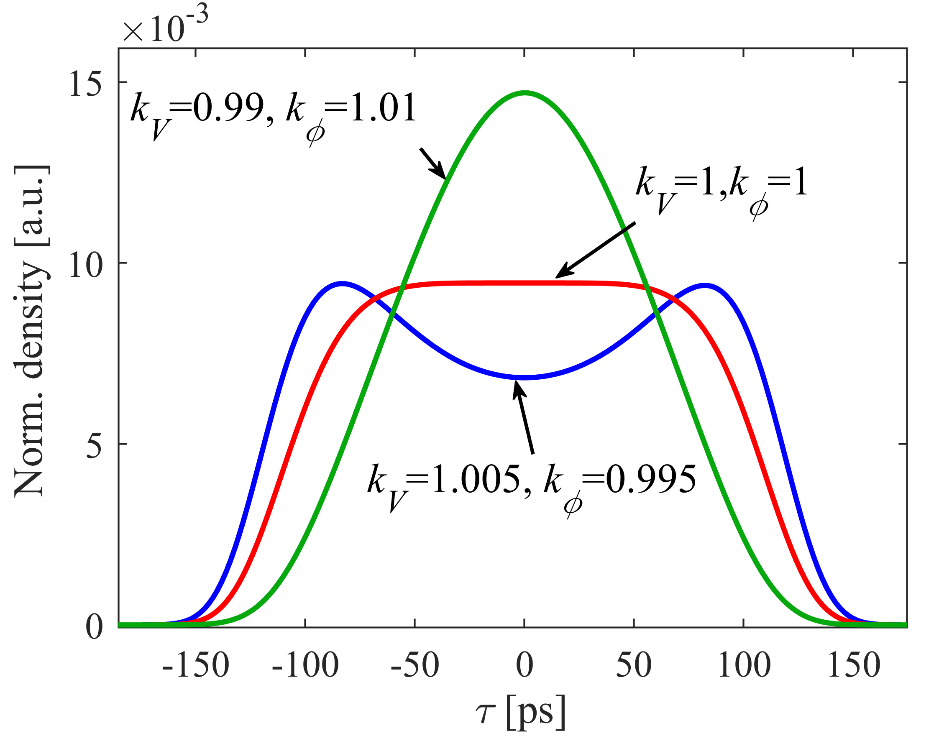 ×10⁻³
15
k_V=0.99, k_ϕ=1.01
k_V=1,k_ϕ=1
10
Norm. density [a.u.]
5
k_V=1.005, k_ϕ=0.995
0
-150 -100 -50 0 50 100 150
τ [ps]